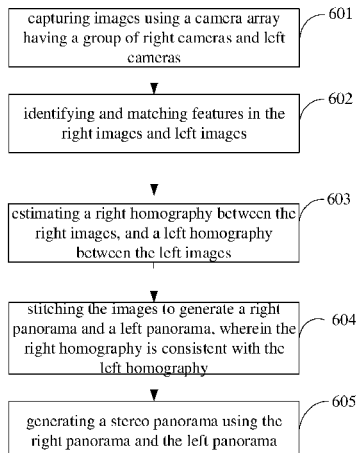 capturing images using a camera array
having a group of right cameras and left
cameras
601
identifying and matching features in the
right images and left images
602
estimating a right homography between the
right images, and a left homography
between the left images
603
stitching the images to generate a right
panorama and a left panorama, wherein the
right homography is consistent with the
left homography
604
generating a stereo panorama using the
right panorama and the left panorama
605